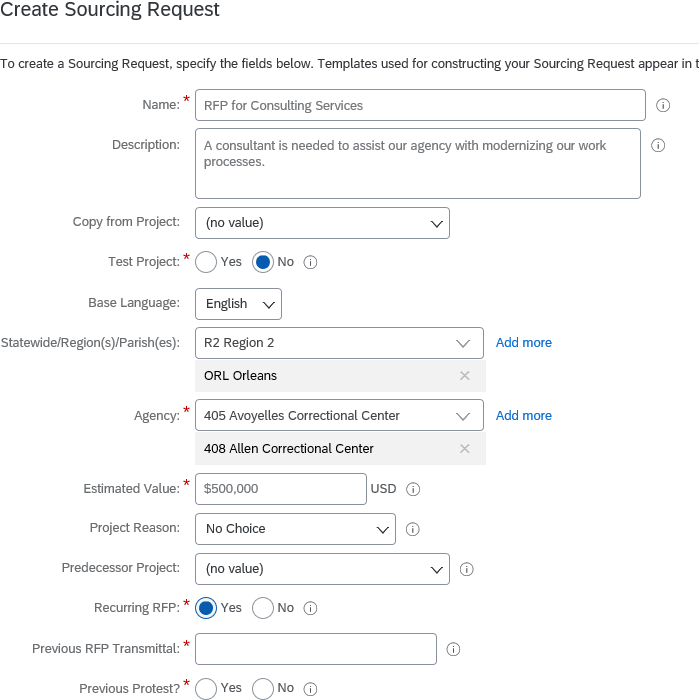 Create Sourcing Request
To create a Sourcing Request, specify the fields below. Templates used for constructing your Sourcing Request appear in t
Name: * RFP for Consulting Services
Description: A consultant is needed to assist our agency with modernizing our work
processes.
Copy from Project: (no value)
Test Project: * Yes No
Base Language: English
Statewide/Region(s)/Parish(es): R2 Region 2 Add more
ORL Orleans
Agency: * 405 Avoyelles Correctional Center Add more
408 Allen Correctional Center
Estimated Value: * $500,000 USD
Project Reason: No Choice
Predecessor Project: (no value)
Recurring RFP: * Yes No
Previous RFP Transmittal: *
Previous Protest? * Yes No